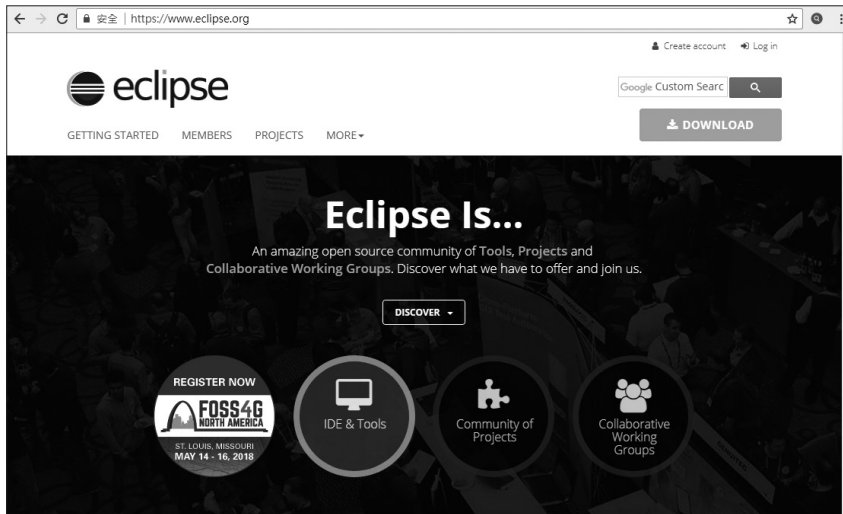 安全 | https://www.eclipse.org
Create account Log in
eclipse
Google Custom Searc
DOWNLOAD
GETTING STARTED MEMBERS PROJECTS MORE
Eclipse Is...
An amazing open source community of Tools, Projects and
Collaborative Working Groups. Discover what we have to offer and join us.
DISCOVER
REGISTER NOW
FOSS4G
NORTH AMERICA
ST. LOUIS, MISSOURI
MAY 14 - 16, 2018
IDE & Tools
Community of
Projects
Collaborative
Working
Groups